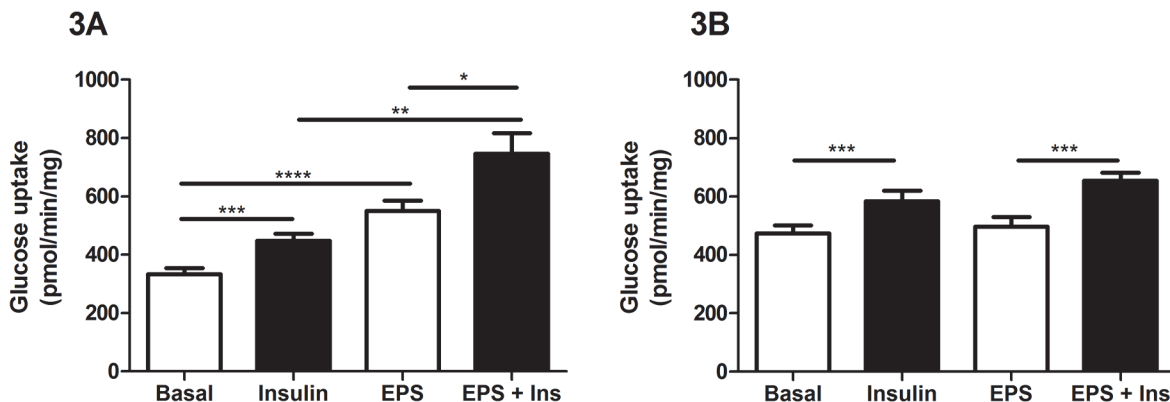 3A
Glucose uptake
(pmol/min/mg)
1000
800
600
400
200
0
*
**
****
***
Basal
Insulin
EPS
EPS + Ins
3B
Glucose uptake
(pmol/min/mg)
1000
800
600
400
200
0
***
***
Basal
Insulin
EPS
EPS + Ins